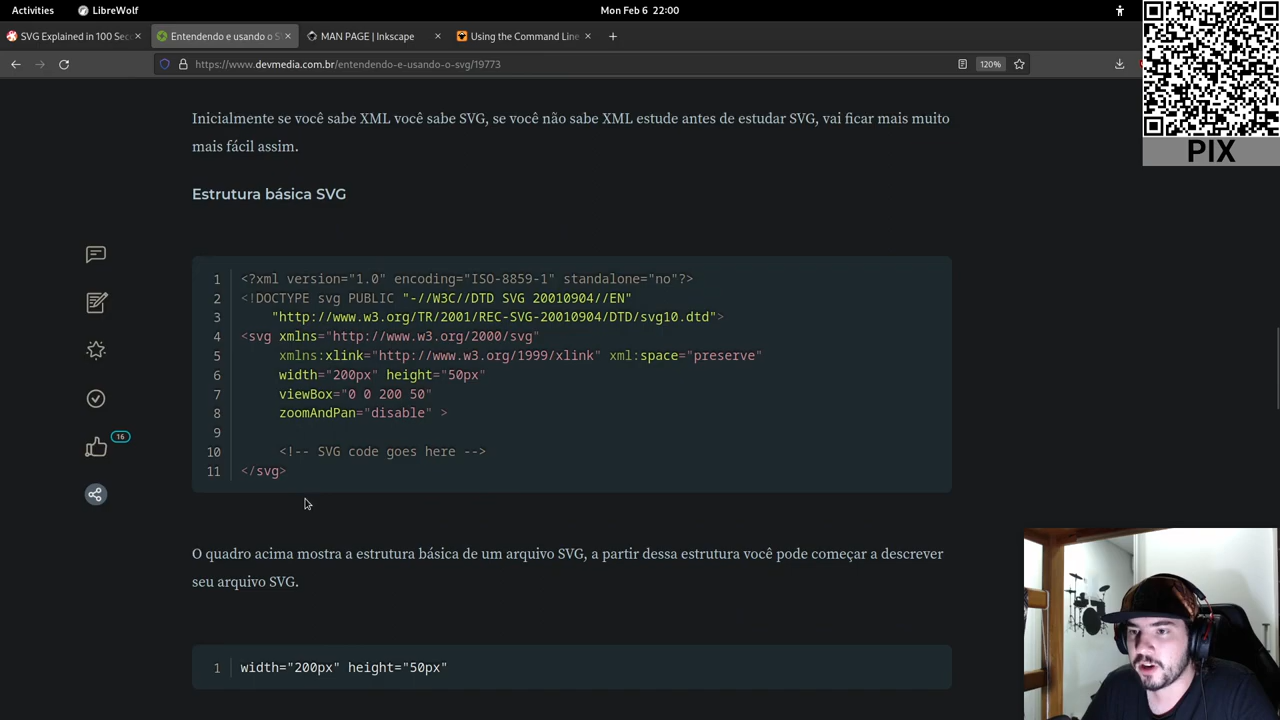 Activities
LibreWolf
Mon Feb 6 22:00
SVG Explained in 100 Sec
Entendendo e usando o S
MAN PAGE | Inkscape
Using the Command Line
https://www.devmedia.com.br/entendendo-e-usando-o-svg/19773
120%
PIX
Inicialmente se você sabe XML você sabe SVG, se você não sabe XML estude antes de estudar SVG, vai ficar mais muito
mais fácil assim.
Estrutura básica SVG
1 <?xml version="1.0" encoding="ISO-8859-1" standalone="no"?>
2 <!DOCTYPE svg PUBLIC "-//W3C//DTD SVG 20010904//EN"
3 "http://www.w3.org/TR/2001/REC-SVG-20010904/DTD/svg10.dtd">
4 <svg xmlns="http://www.w3.org/2000/svg"
5 xmlns:xlink="http://www.w3.org/1999/xlink" xml:space="preserve"
6 width="200px" height="50px"
7 viewBox="0 0 200 50"
8 zoomAndPan="disable" >
9
10 <!-- SVG code goes here -->
11 </svg>
16
O quadro acima mostra a estrutura básica de um arquivo SVG, a partir dessa estrutura você pode começar a descrever
seu arquivo SVG.
1 width="200px" height="50px"